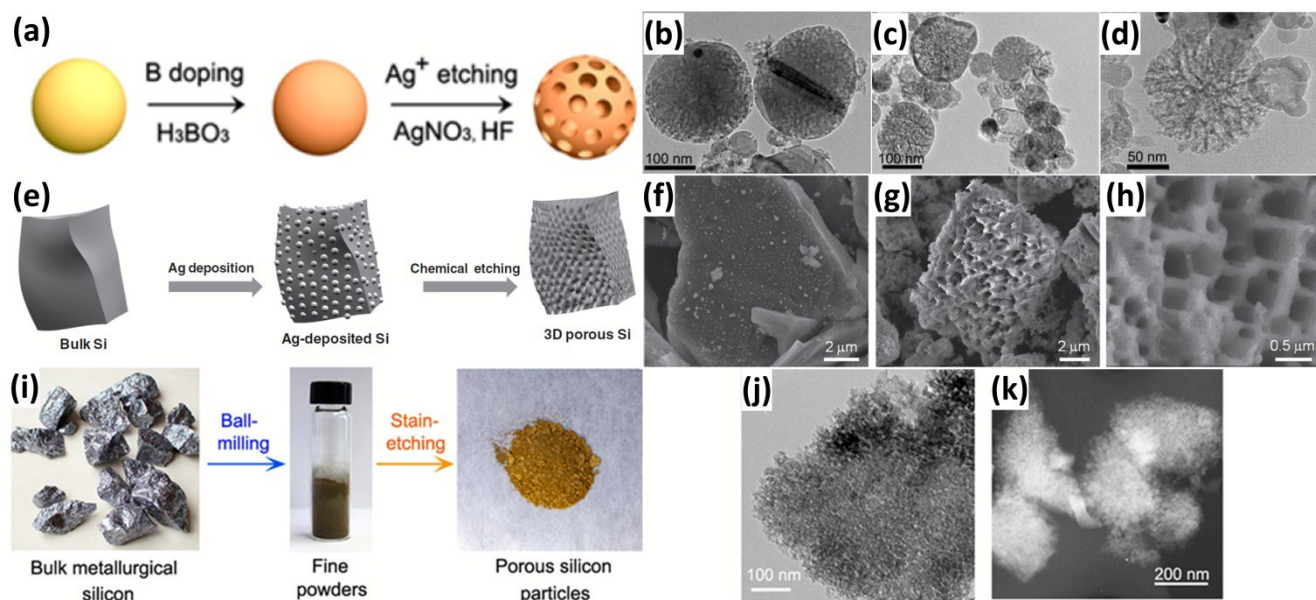 (a)
B doping
H₃BO₃
Ag⁺ etching
AgNO₃, HF
(b)
100 nm
(c)
100 nm
(d)
50 nm
(e)
Ag deposition
Chemical etching
Bulk Si
Ag-deposited Si
3D porous Si
(f)
2 μm
(g)
2 μm
(h)
0.5 μm
(i)
Ball-
milling
Stain-
etching
Bulk metallurgical
silicon
Fine
powders
Porous silicon
particles
(j)
100 nm
(k)
200 nm